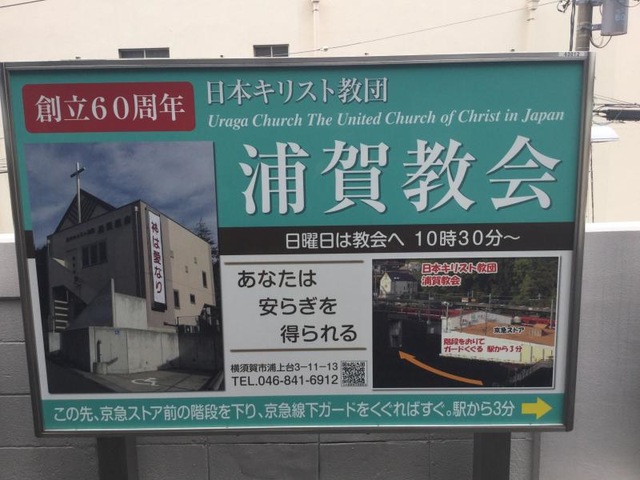 創立60周年
日本キリスト教団
Uraga Church The United Church of Christ in Japan
浦賀教会
日曜日は教会へ 10時30分～
神は愛なり
あなたは
安らぎを
得られる
横須賀市浦上台3-11-13
TEL.046-841-6912
日本キリスト教団
浦賀教会
京急ストア
階段をおりて
ガードくぐる 駅から3分
この先、京急ストア前の階段を下り、京急線下ガードをくぐればすぐ。駅から3分